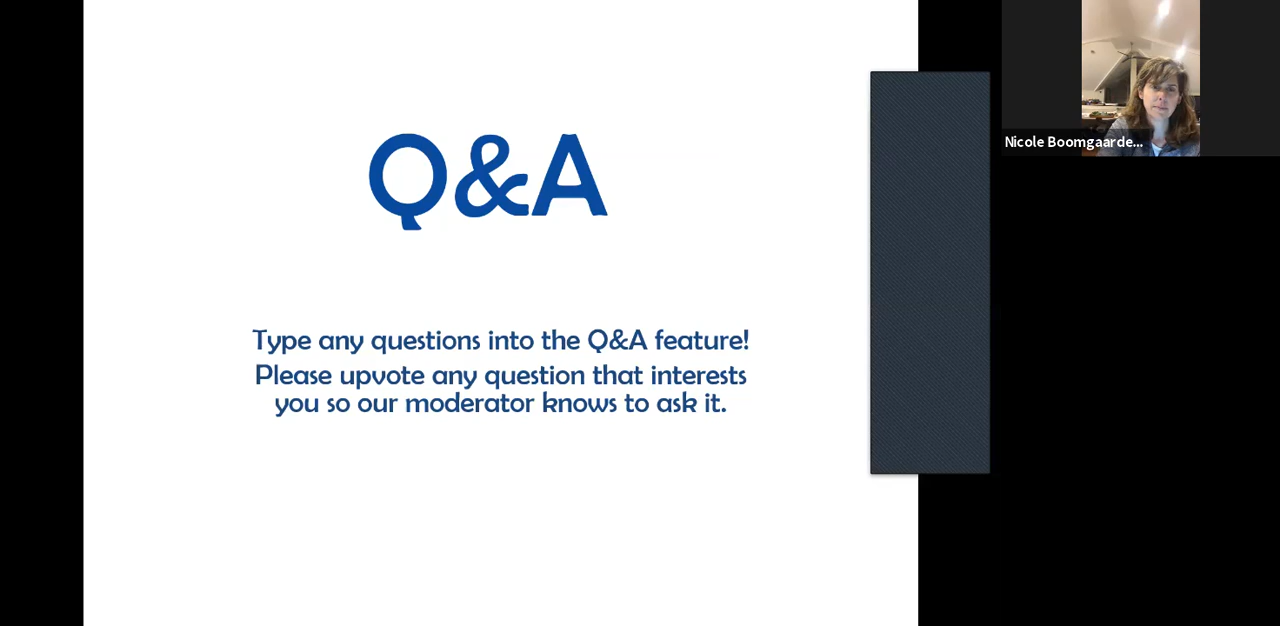 Q&A
Type any questions into the Q&A feature!
Please upvote any question that interests
you so our moderator knows to ask it.
Nicole Boomgaarde...